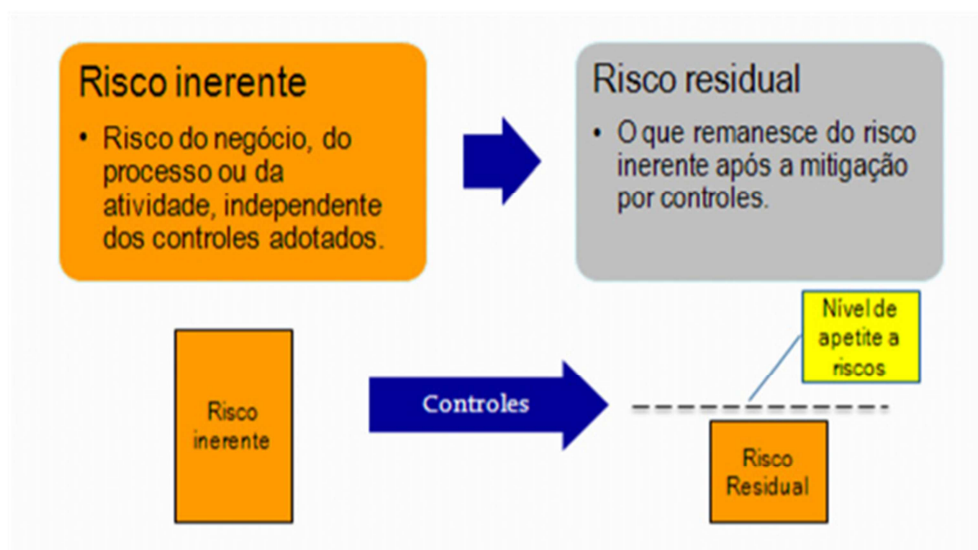 Risco inerente
• Risco do negócio, do
processo ou da
atividade, independente
dos controles adotados.
Risco residual
• O que remanesce do risco
inerente após a mitigação
por controles.
Nível de
apetite a
riscos
Risco
inerente
Controles
Risco
Residual